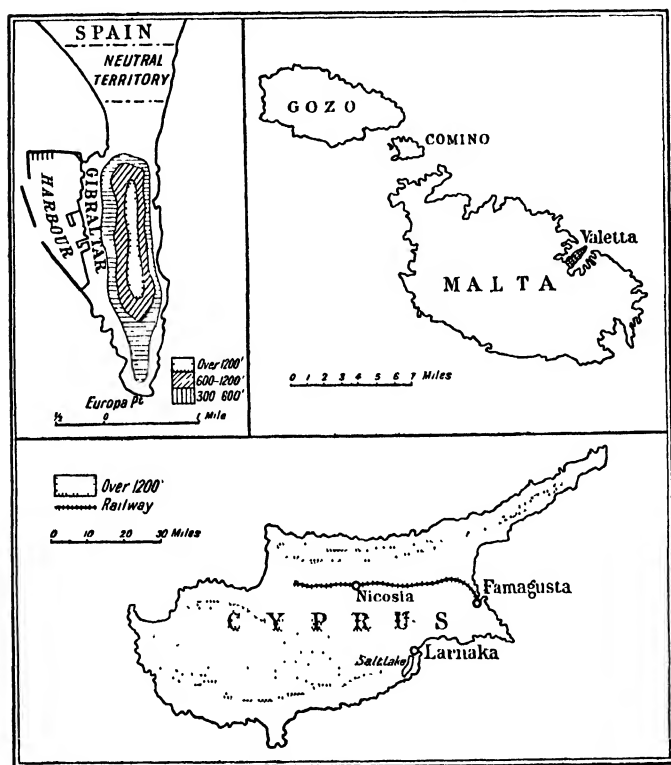 SPAIN
NEUTRAL
TERRITORY
HARBOUR
GIBRALTAR
Over 1200'
600-1200'
300 600'
Europa Pt
½ 0 1 Mile
GOZO
COMINO
Valetta
MALTA
0 1 2 3 4 5 6 7 Miles
Over 1200'
Railway
0 10 20 30 Miles
Nicosia
Famagusta
CYPRUS
Larnaka
Salt Lake